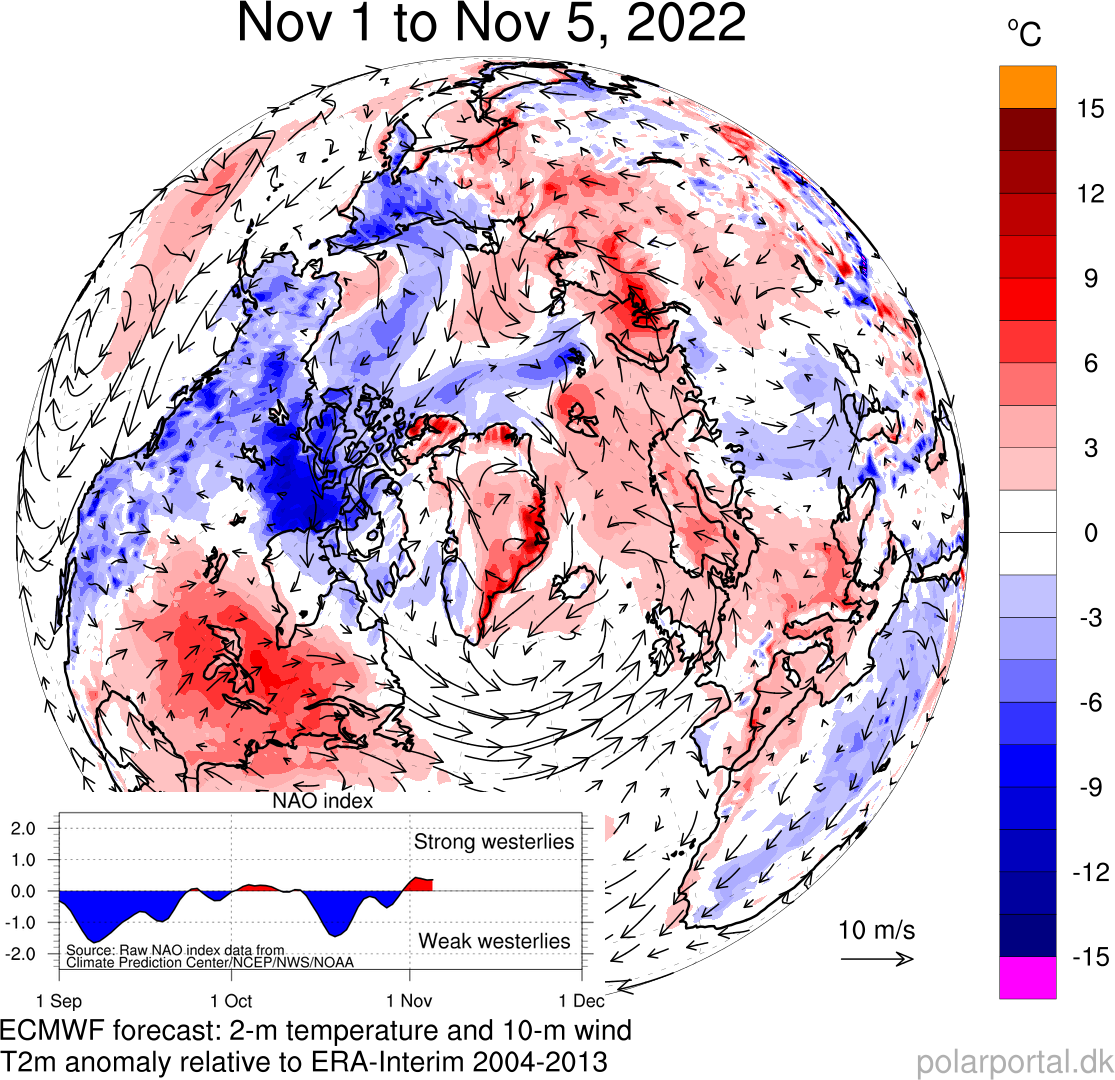 Nov 1 to Nov 5, 2022
°C
15
12
9
6
3
0
-3
-6
-9
-12
-15
10 m/s
NAO index
2.0
1.0
0.0
-1.0
-2.0
Strong westerlies
Weak westerlies
Source: Raw NAO index data from
Climate Prediction Center/NCEP/NWS/NOAA
1 Sep 1 Oct 1 Nov 1 Dec
ECMWF forecast: 2-m temperature and 10-m wind
T2m anomaly relative to ERA-Interim 2004-2013
polarportal.dk